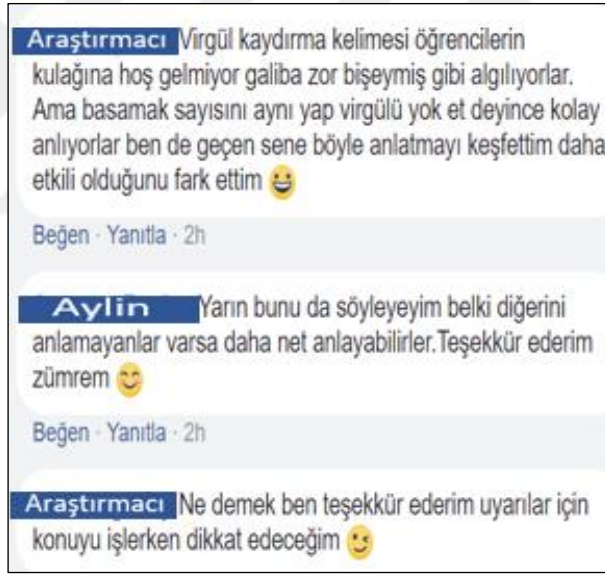 Araştırmacı Virgül kaydırma kelimesi öğrencilerin
kulağına hoş gelmiyor galiba zor bişeymiş gibi algılıyorlar.
Ama basamak sayısını aynı yap virgülü yok et deyince kolay
anlıyorlar ben de geçen sene böyle anlatmayı keşfettim daha
etkili olduğunu fark ettim 😀
Beğen · Yanıtla · 2h
Aylin Yarın bunu da söyleyeyim belki diğerini
anlamayanlar varsa daha net anlayabilirler.Teşekkür ederim
zümrem 😊
Beğen · Yanıtla · 2h
Araştırmacı Ne demek ben teşekkür ederim uyarılar için
konuyu işlerken dikkat edeceğim 😉